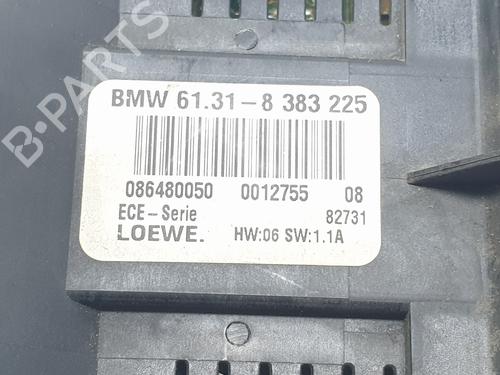 BMW 61.31-8 383 225
086480050 0012755 08
ECE-Serie 82731
LOEWE. HW:06 SW:1.1A
B-PARTS